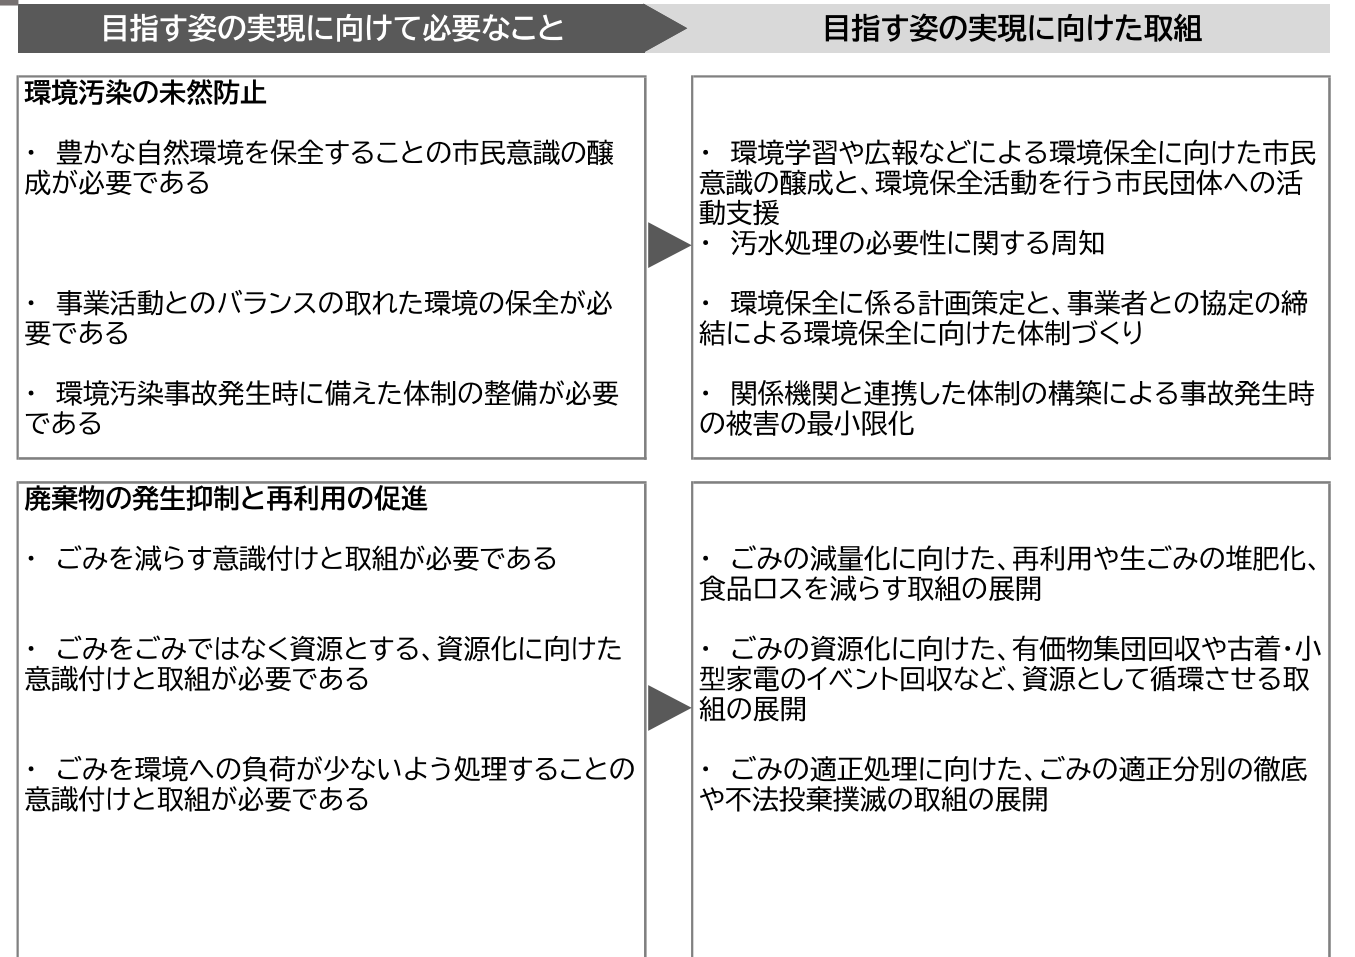 目指す姿の実現に向けて必要なこと
目指す姿の実現に向けた取組
環境汚染の未然防止
・ 豊かな自然環境を保全することの市民意識の醸
成が必要である
・ 事業活動とのバランスの取れた環境の保全が必
要である
・ 環境汚染事故発生時に備えた体制の整備が必要
である
・ 環境学習や広報などによる環境保全に向けた市民
意識の醸成と、環境保全活動を行う市民団体への活
動支援
・ 汚水処理の必要性に関する周知
・ 環境保全に係る計画策定と、事業者との協定の締
結による環境保全に向けた体制づくり
・ 関係機関と連携した体制の構築による事故発生時
の被害の最小限化
廃棄物の発生抑制と再利用の促進
・ ごみを減らす意識付けと取組が必要である
・ ごみをごみではなく資源とする、資源化に向けた
意識付けと取組が必要である
・ ごみを環境への負荷が少ないよう処理することの
意識付けと取組が必要である
・ ごみの減量化に向けた、再利用や生ごみの堆肥化、
食品ロスを減らす取組の展開
・ ごみの資源化に向けた、有価物集団回収や古着・小
型家電のイベント回収など、資源として循環させる取
組の展開
・ ごみの適正処理に向けた、ごみの適正分別の徹底
や不法投棄撲滅の取組の展開